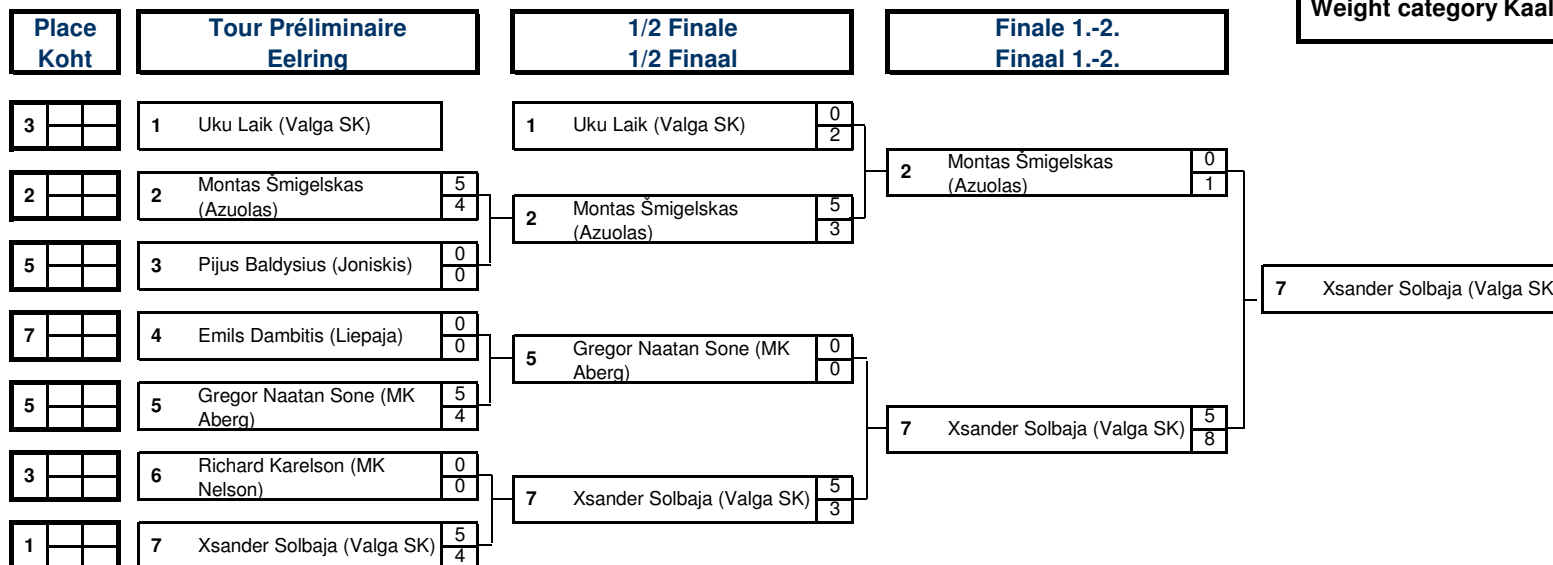 Weight category Kaal
Place
Koht
Tour Préliminaire
Eelring
1/2 Finale
1/2 Finaal
Finale 1.-2.
Finaal 1.-2.
3
1 Uku Laik (Valga SK)
1 Uku Laik (Valga SK)
0
2
2 Montas Šmigelskas
(Azuolas)
0
1
2
2 Montas Šmigelskas
(Azuolas)
5
4
2 Montas Šmigelskas
(Azuolas)
5
3
5
3 Pijus Baldysius (Joniskis)
0
0
7 Xsander Solbaja (Valga SK
7
4 Emils Dambitis (Liepaja)
0
0
5 Gregor Naatan Sone (MK
Aberg)
0
0
5
5 Gregor Naatan Sone (MK
Aberg)
5
4
7 Xsander Solbaja (Valga SK)
5
8
3
6 Richard Karelson (MK
Nelson)
0
0
7 Xsander Solbaja (Valga SK)
5
3
1
7 Xsander Solbaja (Valga SK)
5
4